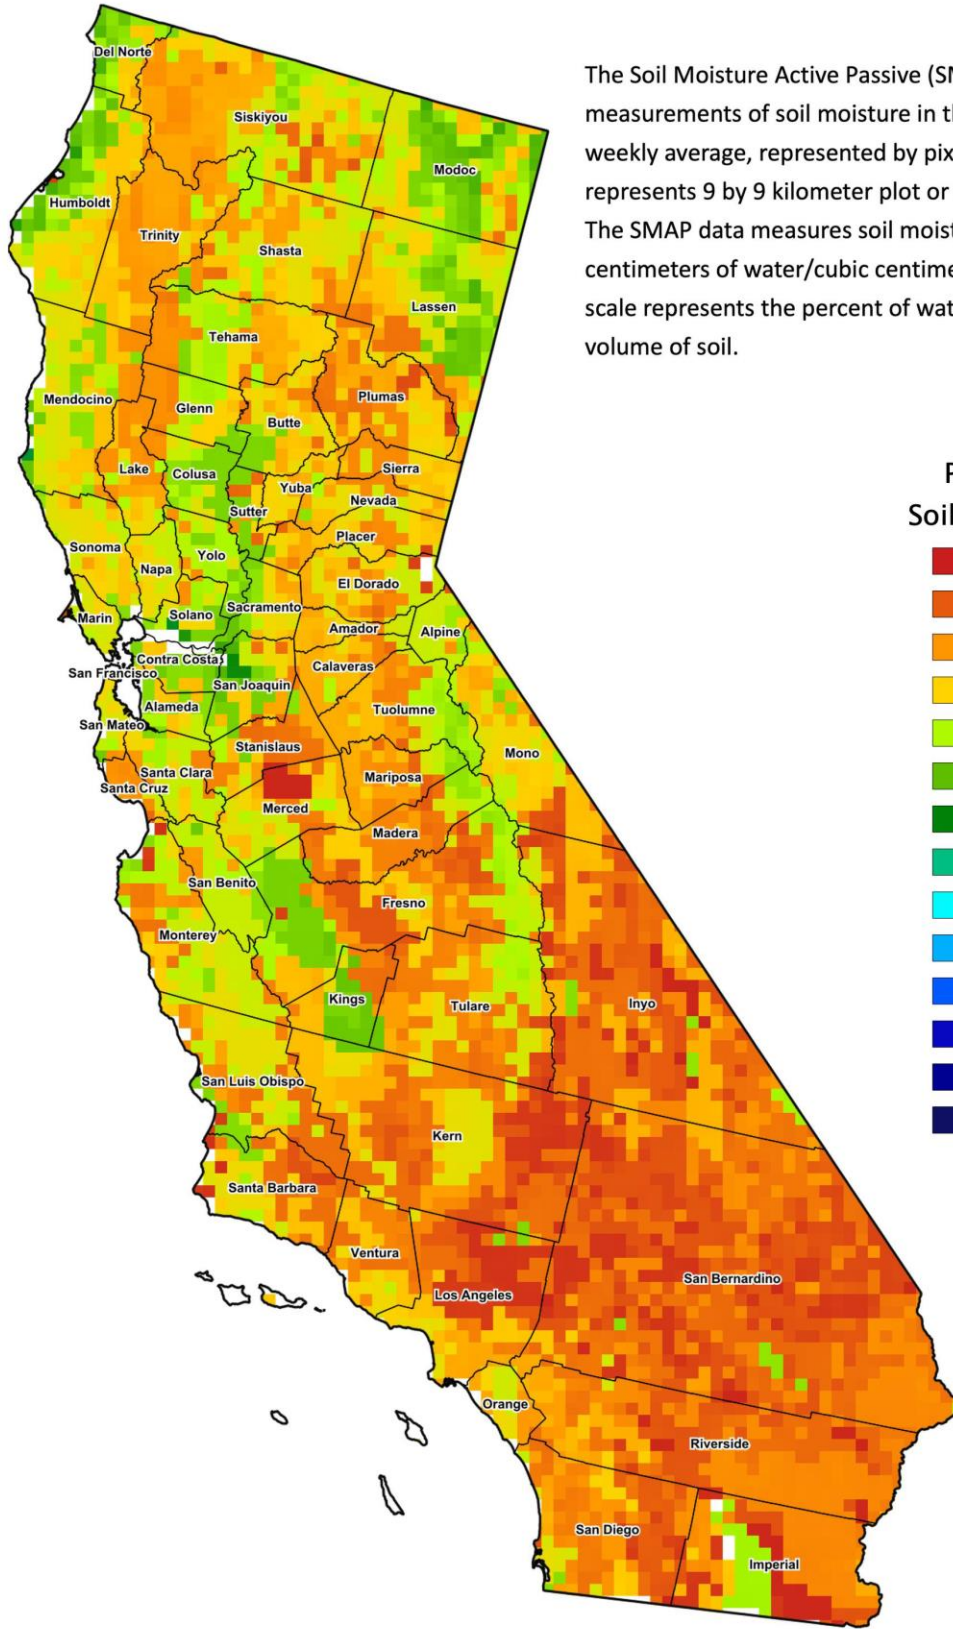 The Soil Moisture Active Passive (SM
measurements of soil moisture in th
weekly average, represented by pix
represents 9 by 9 kilometer plot or
The SMAP data measures soil moist
centimeters of water/cubic centime
scale represents the percent of wat
volume of soil.
Del Norte
Siskiyou
Modoc
Humboldt
Trinity
Shasta
Lassen
Tehama
Plumas
Mendocino
Glenn
Butte
Lake
Colusa
Sierra
Yuba
Nevada
Sutter
Placer
Sonoma
Yolo
Napa
El Dorado
Sacramento
Solano
Marin
Amador
Alpine
Contra Costa
Calaveras
San Francisco
San Joaquin
Alameda
Tuolumne
San Mateo
Stanislaus
Mono
Santa Clara
Mariposa
Santa Cruz
Merced
Madera
San Benito
Fresno
Monterey
Kings
Tulare
Inyo
San Luis Obispo
Kern
Santa Barbara
Ventura
San Bernardino
Los Angeles
Orange
Riverside
San Diego
Imperial
P
Soil